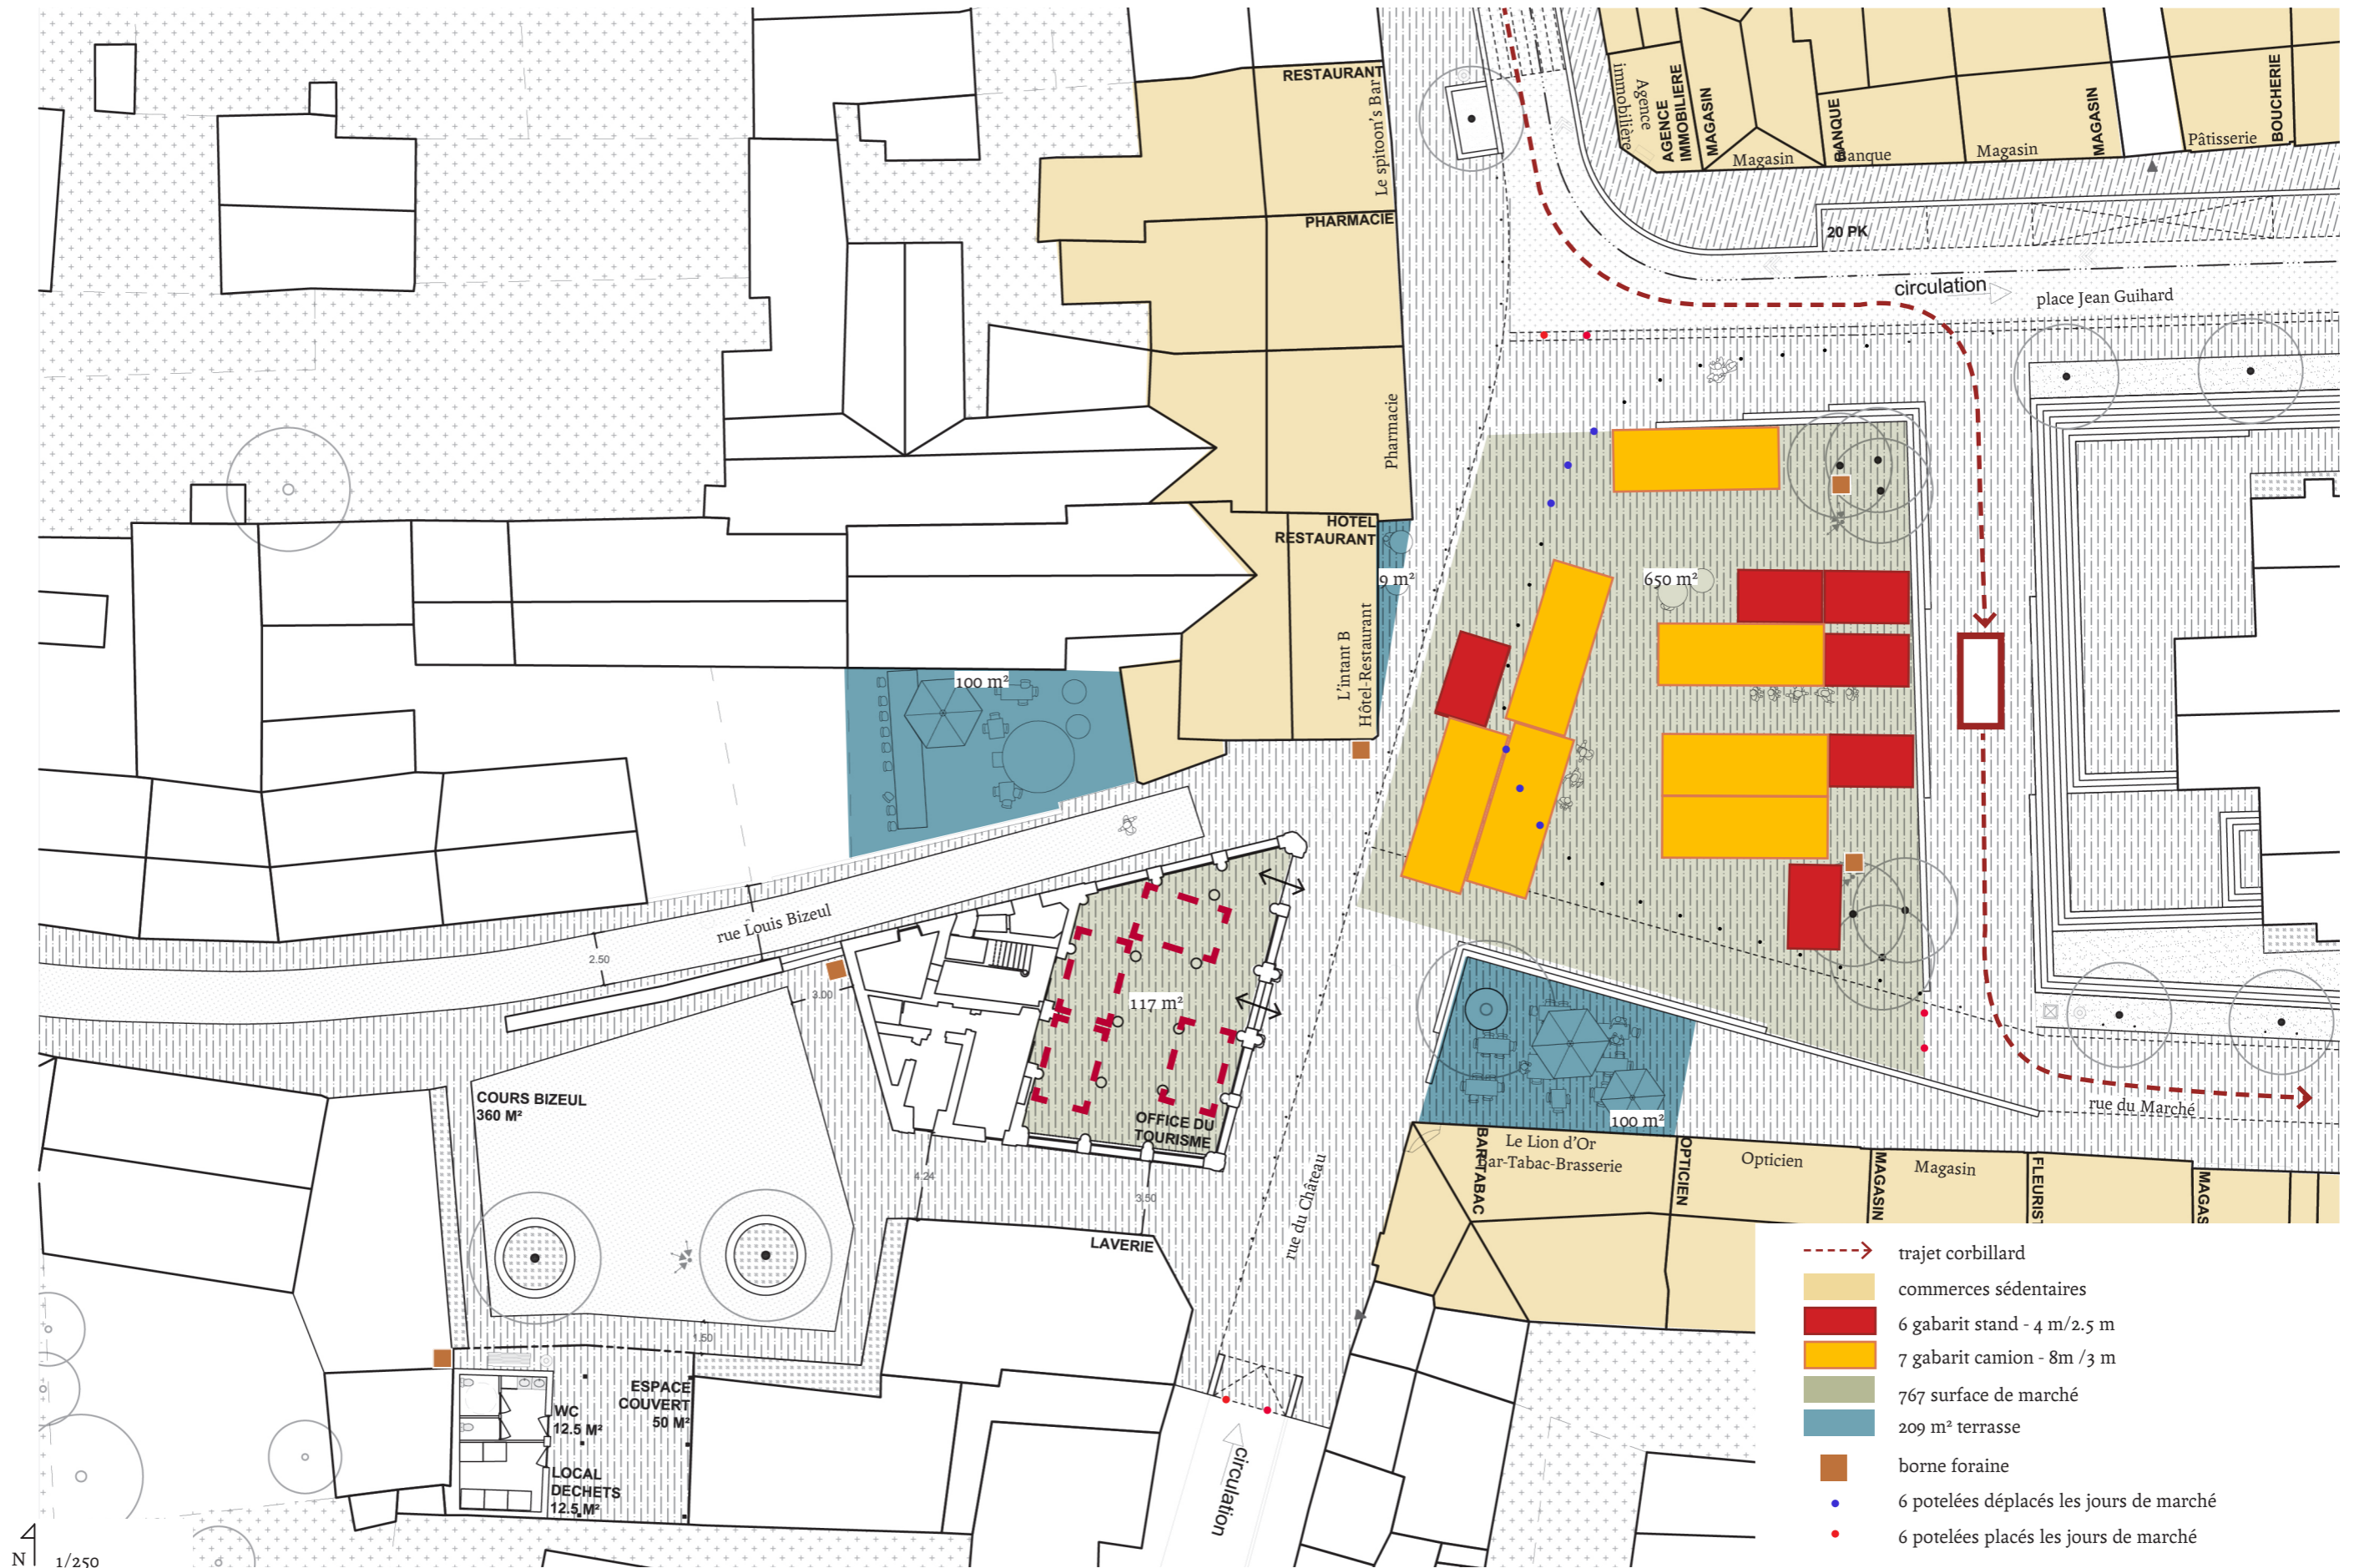 RESTAURANT
Le spitoon's Bar
PHARMACIE
Pharmacie
HOTEL
RESTAURANT
9 m²
L'intant B
Hôtel-Restaurant
100 m²
Agence
immobilière
AGENCE
IMMOBILIERE
MAGASIN
Magasin
BANQUE
Banque
Magasin
MAGASIN
Pâtisserie
BOUCHERIE
20 PK
circulation
place Jean Guihard
650 m²
rue Louis Bizeul
2.50
3.00
117 m²
OFFICE DU
TOURISME
4.24
3.50
COURS BIZEUL
360 M²
LAVERIE
1.50
rue du Château
100 m²
rue du Marché
BAR TABAC
Le Lion d'Or
Bar-Tabac-Brasserie
OPTICIEN
Opticien
MAGASIN
Magasin
FLEURIST
MAGAS
ESPACE
COUVERT
50 M²
WC
12.5 M²
LOCAL
DECHETS
12.5 M²
circulation
trajet corbillard
commerces sédentaires
6 gabarit stand - 4 m/2.5 m
7 gabarit camion - 8m /3 m
767 surface de marché
209 m² terrasse
borne foraine
6 potelées déplacés les jours de marché
6 potelées placés les jours de marché
N
1/250